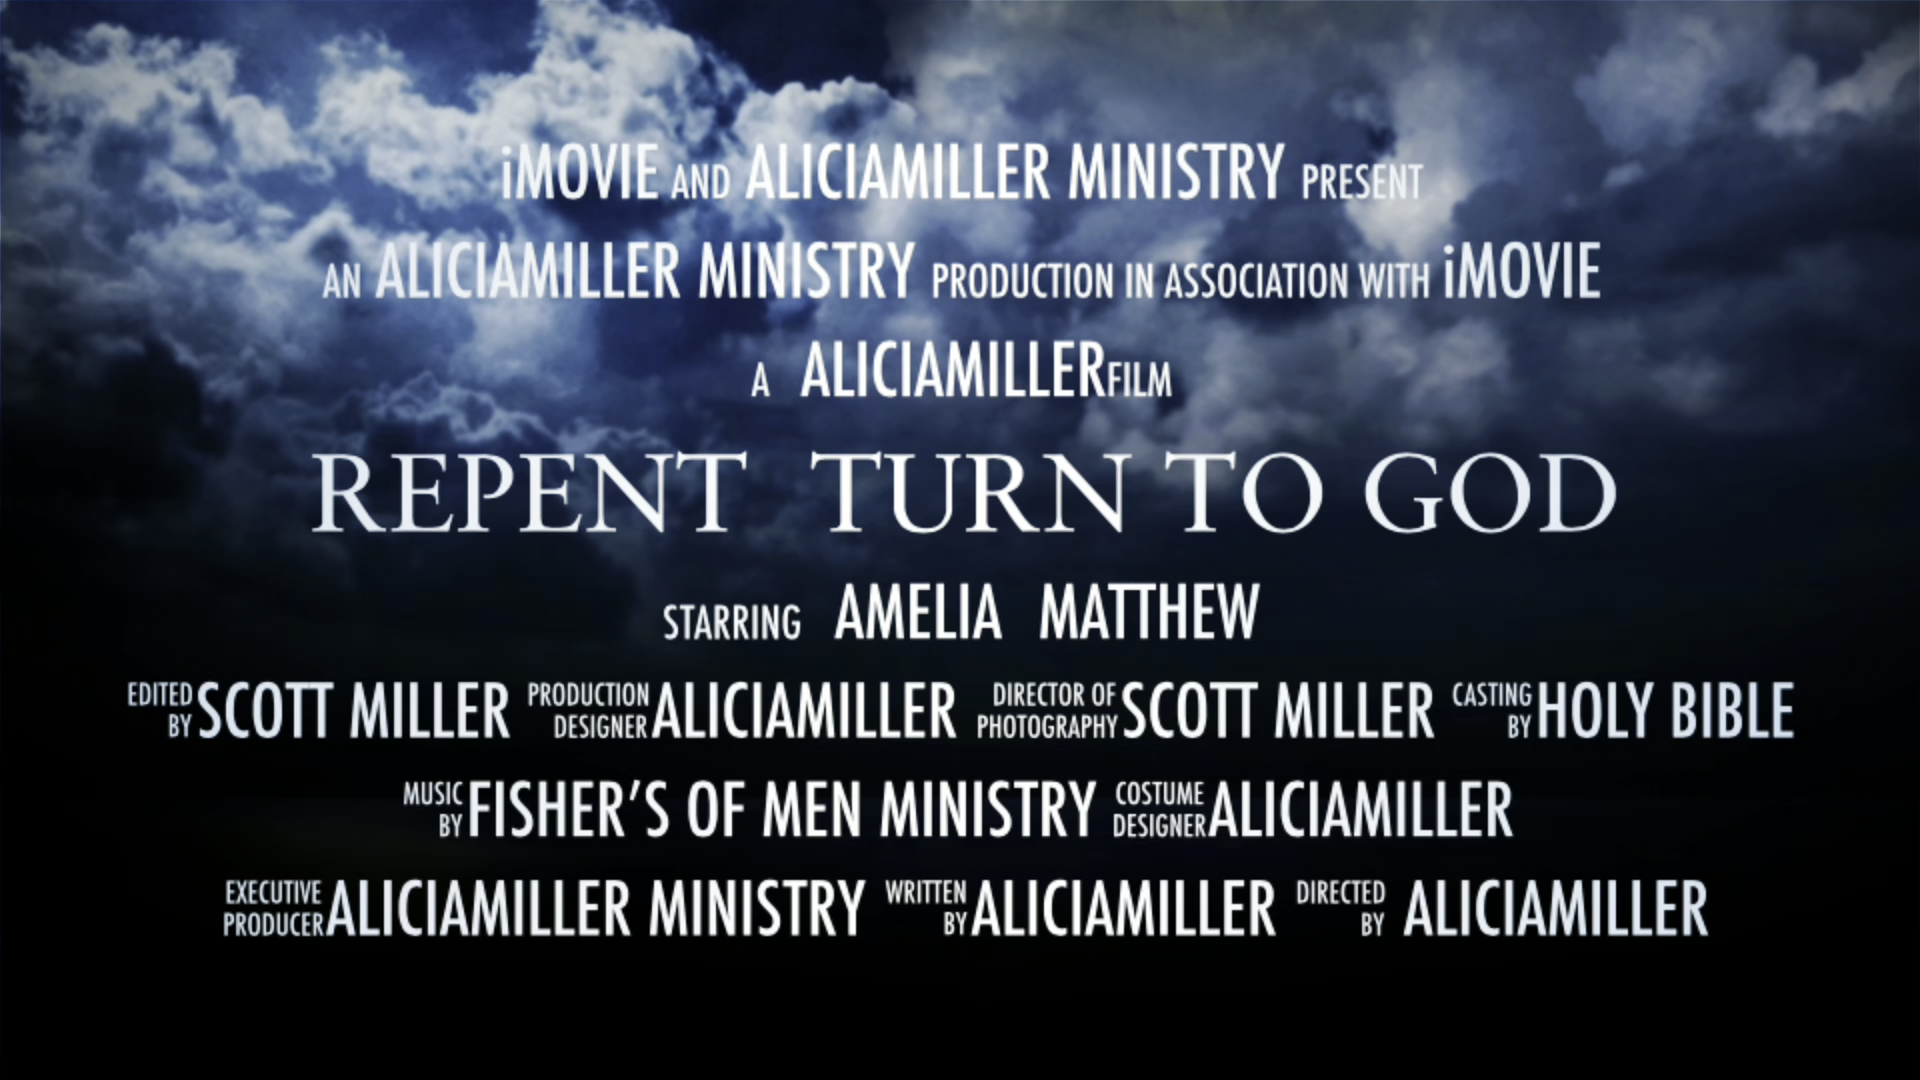 iMOVIE AND ALICIAMILLER MINISTRY PRESENT
AN ALICIAMILLER MINISTRY PRODUCTION IN ASSOCIATION WITH iMOVIE
A ALICIAMILLERFILM
REPENT TURN TO GOD
STARRING AMELIA MATTHEW
EDITED BY SCOTT MILLER PRODUCTION DESIGNER ALICIAMILLER DIRECTOR OF PHOTOGRAPHY SCOTT MILLER CASTING BY HOLY BIBLE
MUSIC BY FISHER’S OF MEN MINISTRY COSTUME DESIGNER ALICIAMILLER
EXECUTIVE PRODUCER ALICIAMILLER MINISTRY WRITTEN BY ALICIAMILLER DIRECTED BY ALICIAMILLER